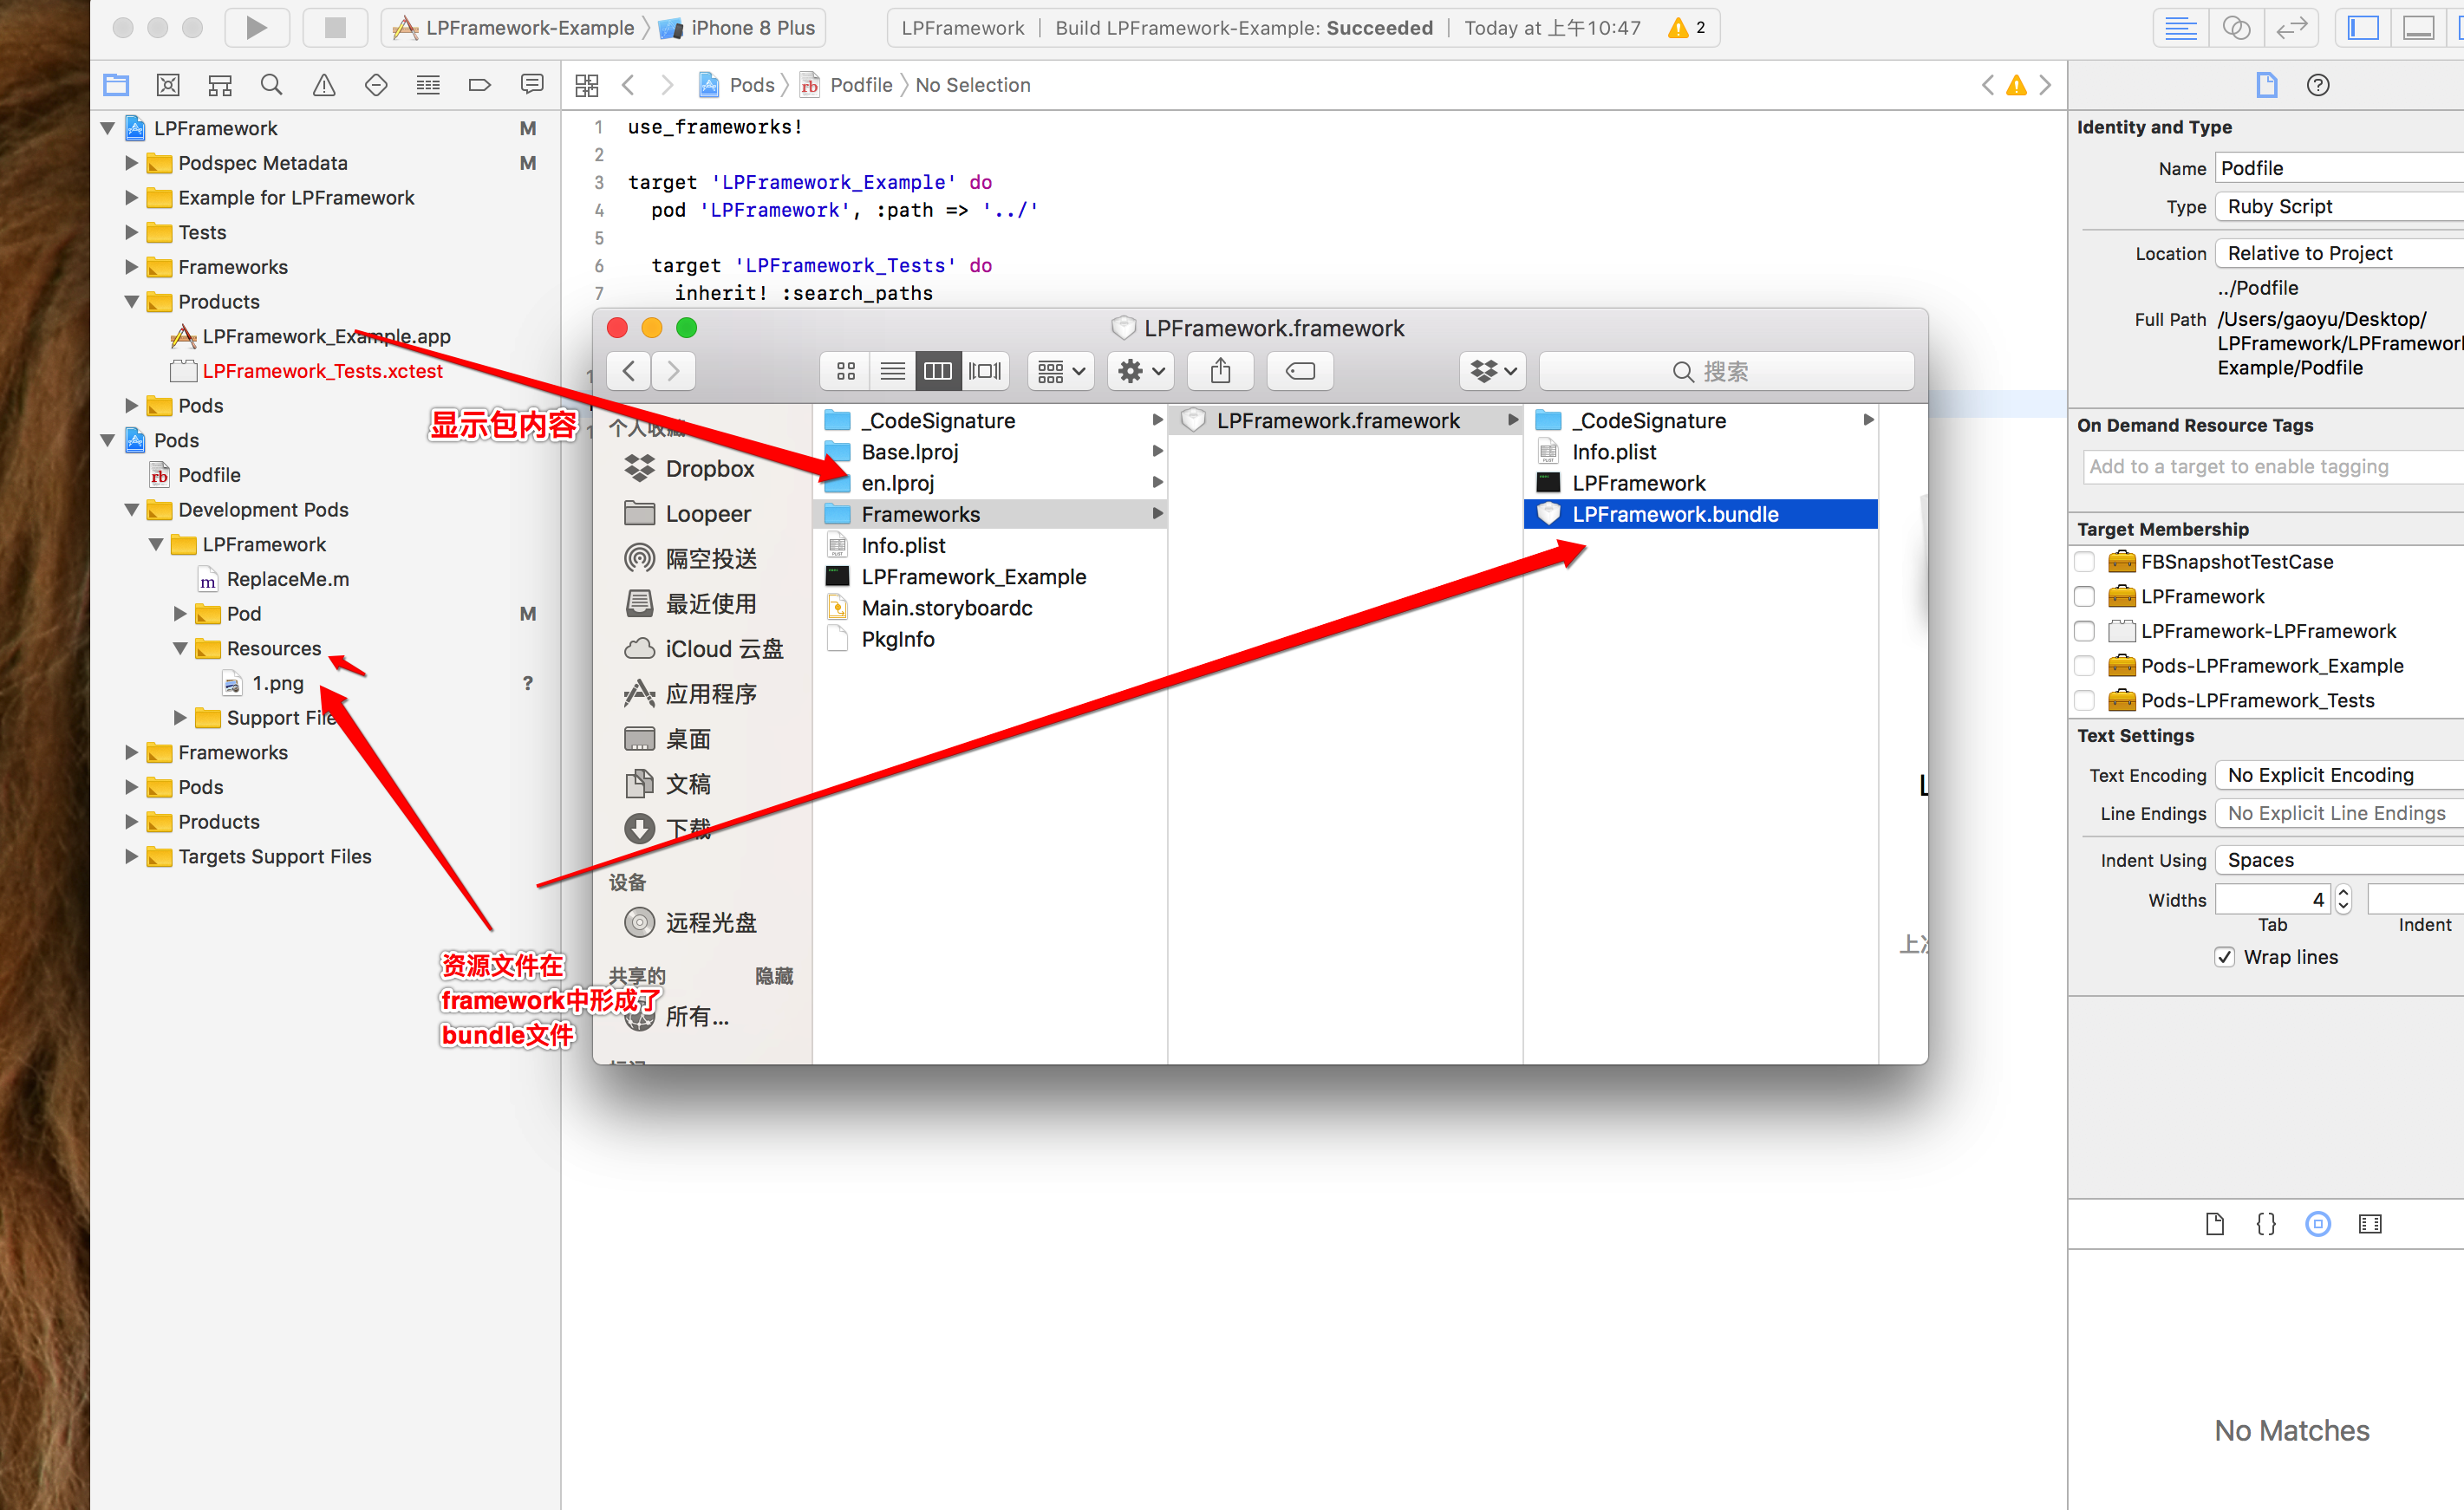 LPFramework-Example 〉 iPhone 8 Plus
LPFramework | Build LPFramework-Example: Succeeded | Today at 上午10:47
2
Pods 〉 Podfile 〉 No Selection
LPFramework M
Podspec Metadata M
Example for LPFramework
Tests
Frameworks
Products
LPFramework_Example.app
LPFramework_Tests.xctest
Pods
Pods
Podfile
Development Pods
LPFramework
ReplaceMe.m
Pod M
Resources
1.png ?
Support File
Frameworks
Pods
Products
Targets Support Files
显示包内容
资源文件在
framework中形成了
bundle文件
1 use_frameworks!
2
3 target 'LPFramework_Example' do
4 pod 'LPFramework', :path => '../'
5
6 target 'LPFramework_Tests' do
7 inherit! :search_paths
LPFramework.framework
搜索
个人收藏
Dropbox
Loopeer
隔空投送
最近使用
iCloud 云盘
应用程序
桌面
文稿
下载
设备
远程光盘
共享的 隐藏
所有...
_CodeSignature
Base.lproj
en.lproj
Frameworks
Info.plist
LPFramework_Example
Main.storyboardc
PkgInfo
LPFramework.framework
_CodeSignature
Info.plist
LPFramework
LPFramework.bundle
Identity and Type
Name Podfile
Type Ruby Script
Location Relative to Project
../Podfile
Full Path /Users/gaoyu/Desktop/
LPFramework/LPFramework
Example/Podfile
On Demand Resource Tags
Add to a target to enable tagging
Target Membership
FBSnapshotTestCase
LPFramework
LPFramework-LPFramework
Pods-LPFramework_Example
Pods-LPFramework_Tests
Text Settings
Text Encoding No Explicit Encoding
Line Endings No Explicit Line Endings
Indent Using Spaces
Widths 4
Tab Indent
Wrap lines
No Matches